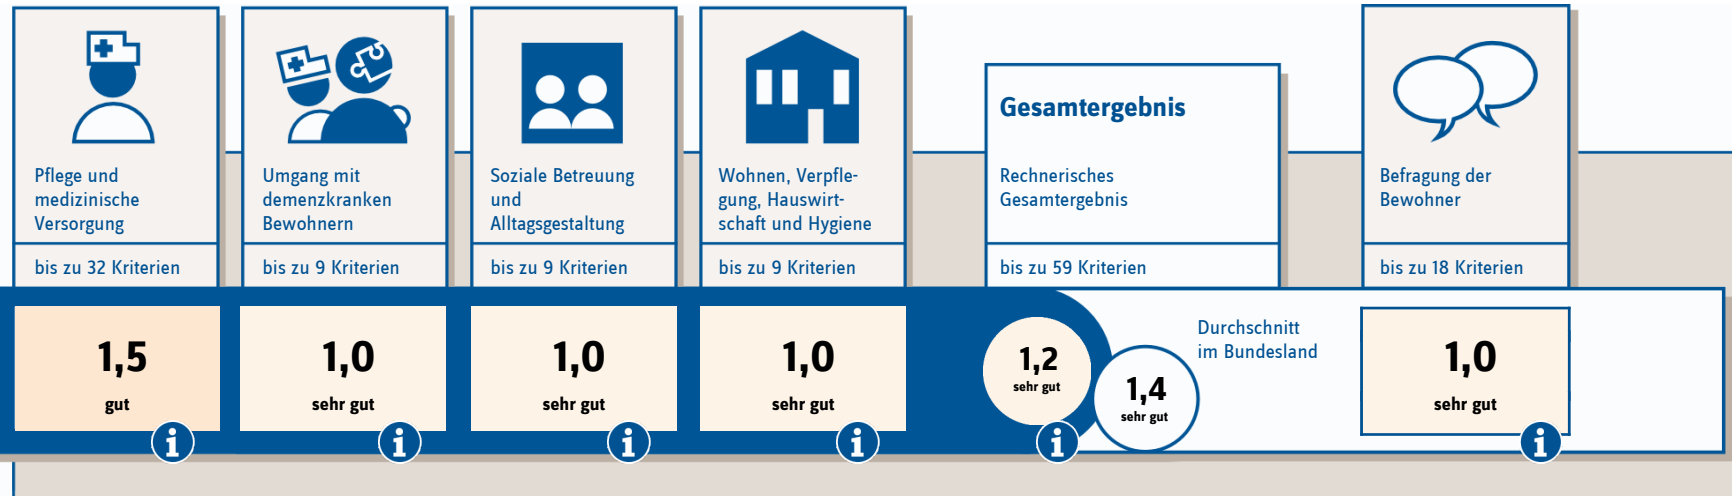 Pflege und
medizinische
Versorgung
bis zu 32 Kriterien
1,5
gut
i
Umgang mit
demenzkranken
Bewohnern
bis zu 9 Kriterien
1,0
sehr gut
i
Soziale Betreuung
und
Alltagsgestaltung
bis zu 9 Kriterien
1,0
sehr gut
i
Wohnen, Verpfle-
gung, Hauswirt-
schaft und Hygiene
bis zu 9 Kriterien
1,0
sehr gut
i
Gesamtergebnis
Rechnerisches
Gesamtergebnis
bis zu 59 Kriterien
1,2
sehr gut
i
Durchschnitt
im Bundesland
1,4
sehr gut
Befragung der
Bewohner
bis zu 18 Kriterien
1,0
sehr gut
i